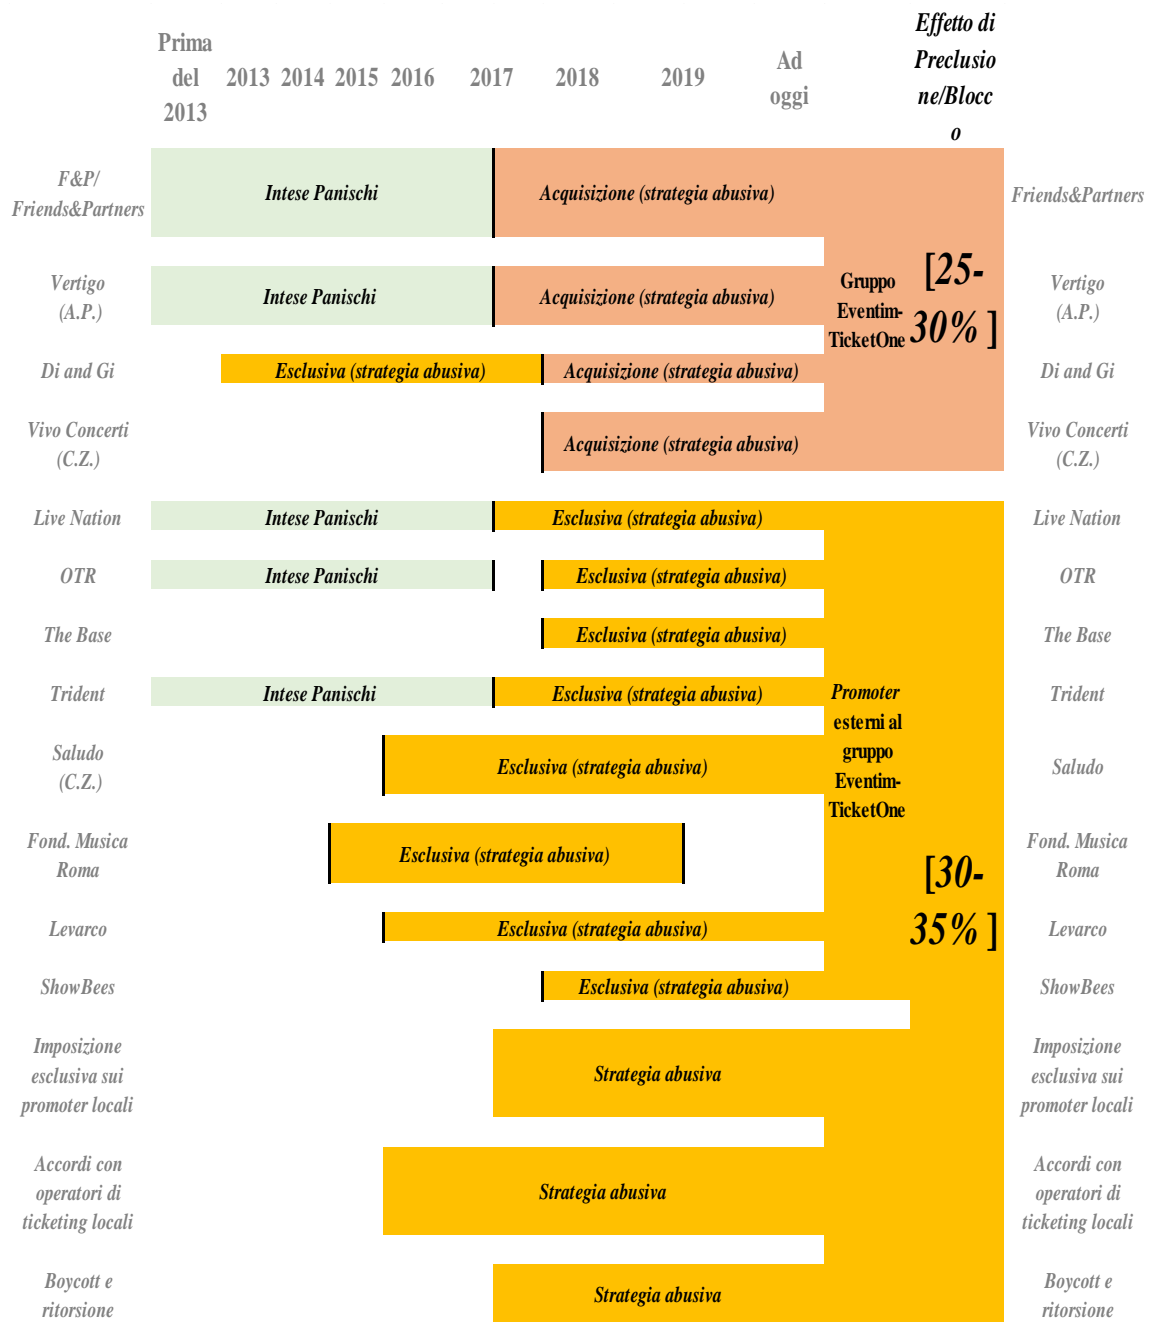 Prima
del
2013
2013 2014 2015 2016 2017 2018 2019
Ad
oggi
Effetto di
Preclusio
ne/Blocc
o
F&P/
Friends&Partners
Intese Panischi
Acquisizione (strategia abusiva)
Friends&Partners
Vertigo
(A.P.)
Intese Panischi
Acquisizione (strategia abusiva)
Gruppo
Eventim-
TicketOne
[25-
30% ]
Vertigo
(A.P.)
Di and Gi
Esclusiva (strategia abusiva)
Acquisizione (strategia abusiva)
Di and Gi
Vivo Concerti
(C.Z.)
Acquisizione (strategia abusiva)
Vivo Concerti
(C.Z.)
Live Nation
Intese Panischi
Esclusiva (strategia abusiva)
Live Nation
OTR
Intese Panischi
Esclusiva (strategia abusiva)
OTR
The Base
Esclusiva (strategia abusiva)
The Base
Trident
Intese Panischi
Esclusiva (strategia abusiva)
Promoter
esterni al
gruppo
Eventim-
TicketOne
Trident
Saludo
(C.Z.)
Esclusiva (strategia abusiva)
Saludo
Fond. Musica
Roma
Esclusiva (strategia abusiva)
[30-
35% ]
Fond. Musica
Roma
Levarco
Esclusiva (strategia abusiva)
Levarco
ShowBees
Esclusiva (strategia abusiva)
ShowBees
Imposizione
esclusiva sui
promoter locali
Strategia abusiva
Imposizione
esclusiva sui
promoter locali
Accordi con
operatori di
ticketing locali
Strategia abusiva
Accordi con
operatori di
ticketing locali
Boycott e
ritorsione
Strategia abusiva
Boycott e
ritorsione